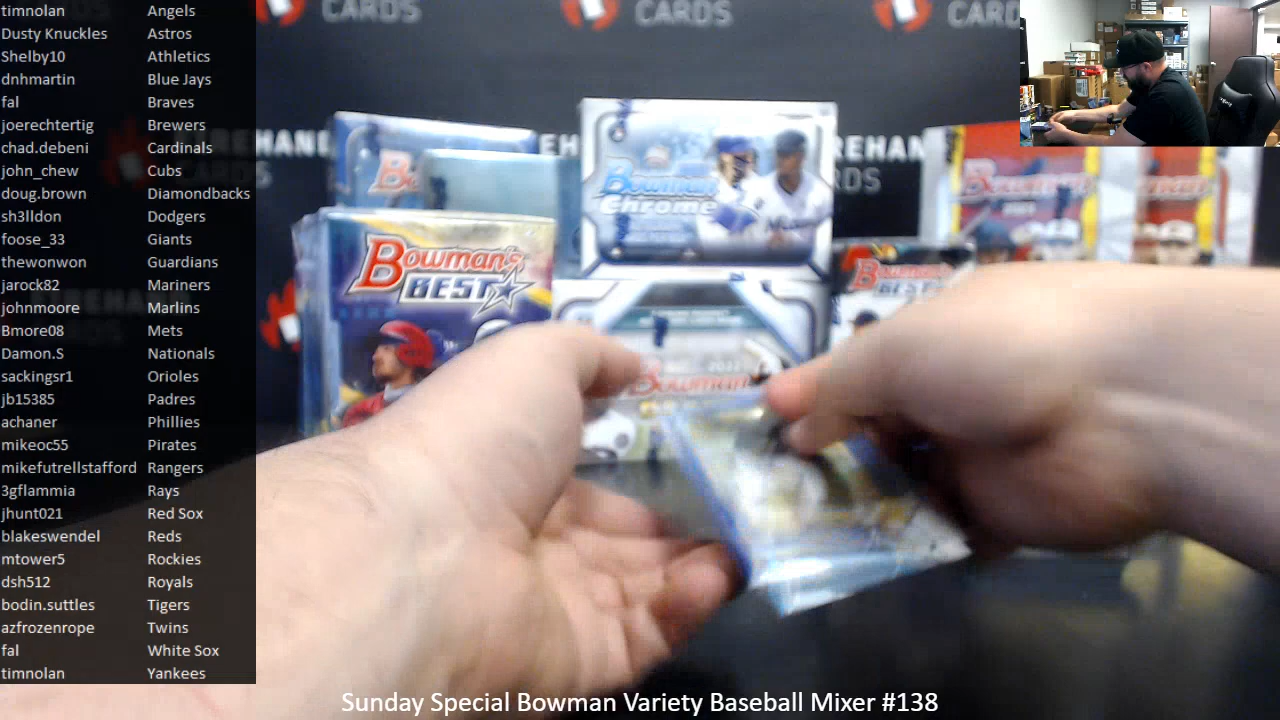 timnolan Angels
Dusty Knuckles Astros
Shelby10 Athletics
dnhmartin Blue Jays
fal Braves
joerechtertig Brewers
chad.debeni Cardinals
john_chew Cubs
doug.brown Diamondbacks
sh3lldon Dodgers
foose_33 Giants
thewonwon Guardians
jarock82 Mariners
johnmoore Marlins
Bmore08 Mets
Damon.S Nationals
sackingsr1 Orioles
jb15385 Padres
achaner Phillies
mikeoc55 Pirates
mikefutrellstafford Rangers
3gflammia Rays
jhunt021 Red Sox
blakeswendel Reds
mtower5 Rockies
dsh512 Royals
bodin.suttles Tigers
azfrozenrope Twins
fal White Sox
timnolan Yankees
CARDS
CARDS
CARDS
Bowman
Chrome
Bowman's
BEST
Bowman
Bowman's
BEST
Bowman
Sunday Special Bowman Variety Baseball Mixer #138